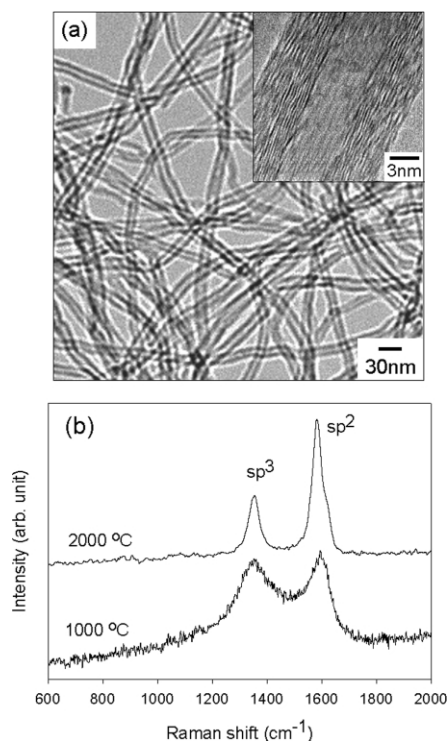 (a)
3nm
30nm
(b)
sp³
sp²
2000 ºC
1000 ºC
Intensity (arb. unit)
600 800 1000 1200 1400 1600 1800 2000
Raman shift (cm⁻¹)